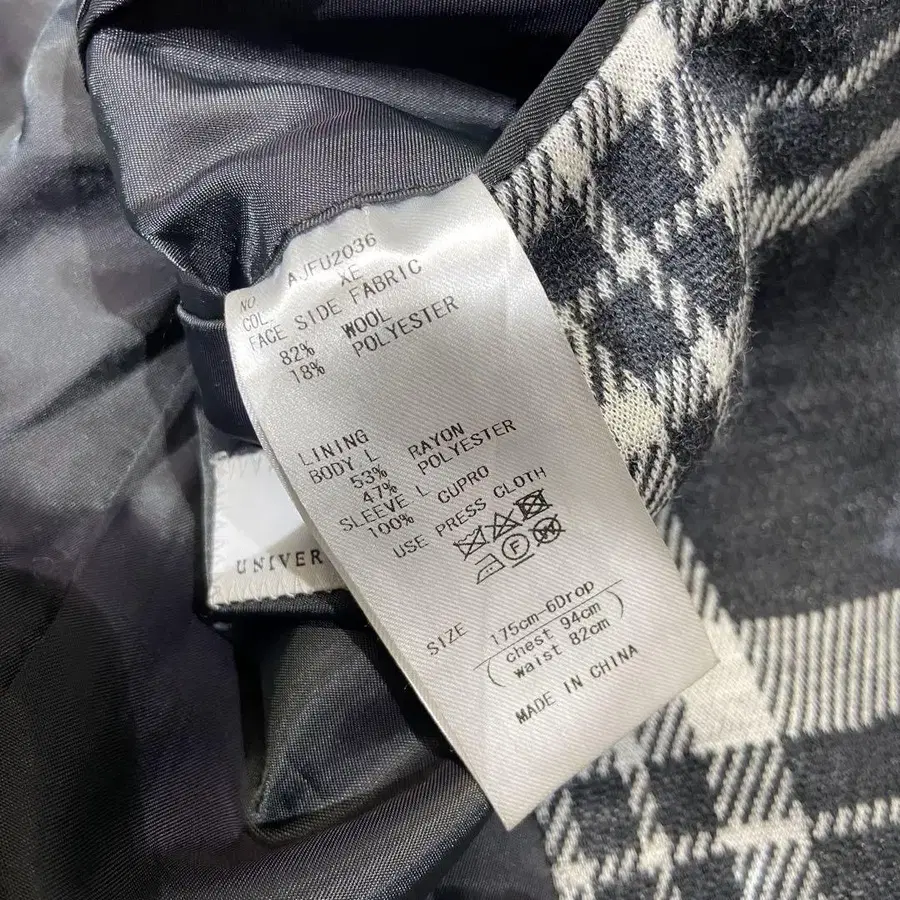 NO AJFU2036
COL. XE
FACE SIDE FABRIC
82% WOOL
18% POLYESTER
LINING
BODY L
53% RAYON
47% POLYESTER
SLEEVE L
100% CUPRO
USE PRESS CLOTH
F W
SIZE 175cm-6Drop
(chest 94cm
waist 82cm)
MADE IN CHINA
UNIVER